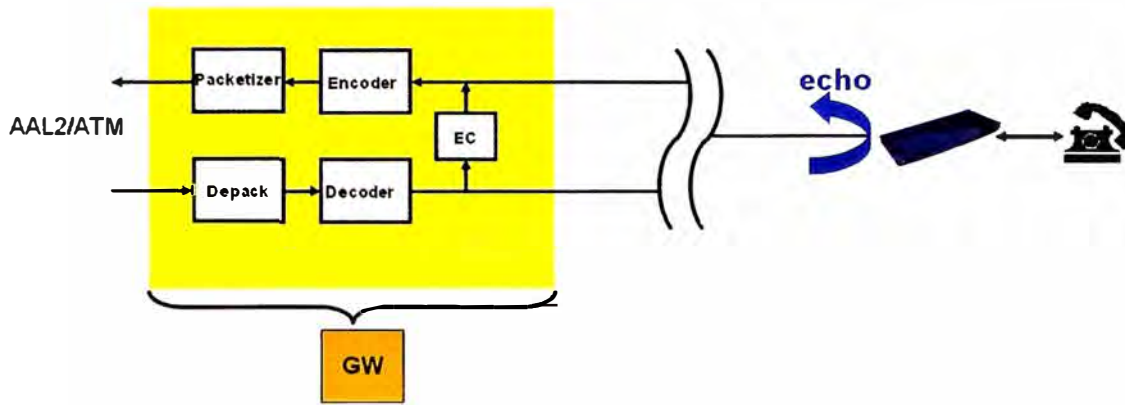 Packetizer
Encoder
echo
AAL2/ATM
EC
Depack
Decoder
GW